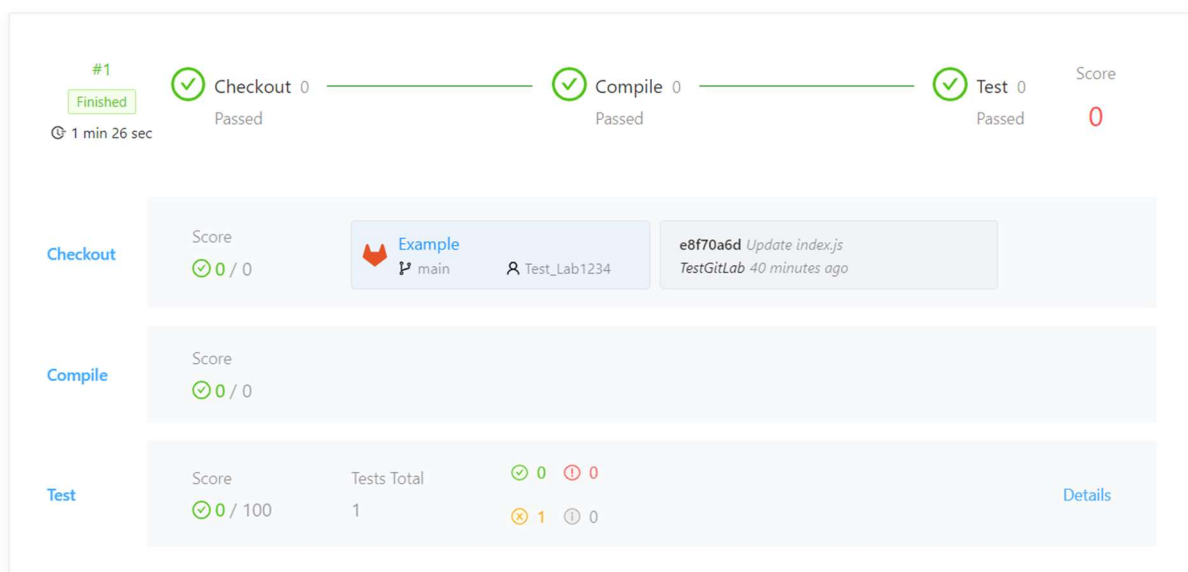 #1
Finished
1 min 26 sec
Checkout 0
Passed
Compile 0
Passed
Test 0
Passed
Score
0
Checkout
Score
0 / 0
Example
main
Test_Lab1234
e8f70a6d Update index.js
TestGitLab 40 minutes ago
Compile
Score
0 / 0
Test
Score
0 / 100
Tests Total
1
0
0
1
0
Details